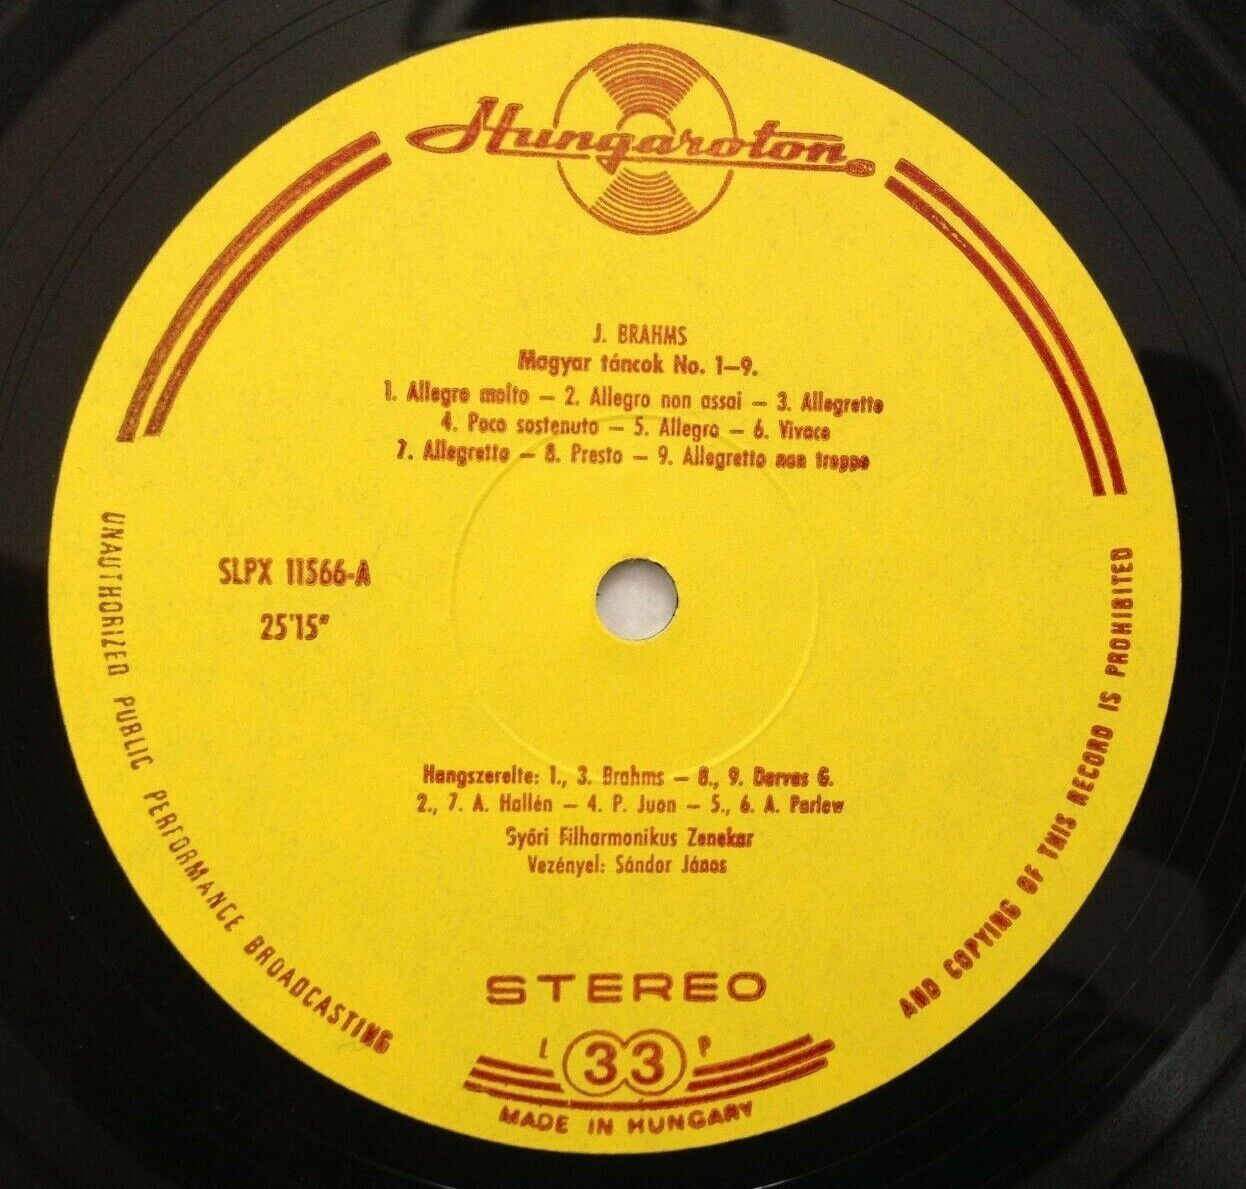 Hungaroton
J. BRAHMS
Magyar táncok No. 1–9.
1. Allegro molto – 2. Allegro non assai – 3. Allegretto
4. Poco sostenuto – 5. Allegro – 6. Vivace
7. Allegretto – 8. Presto – 9. Allegretto non troppo
SLPX 11566-A
25'15"
Hangszerelte: 1., 3. Brahms – 8., 9. Darvas G.
2., 7. A. Hallén – 4. P. Juon – 5., 6. A. Parlow
Győri Filharmonikus Zenekar
Vezényel: Sándor János
UNAUTHORIZED PUBLIC PERFORMANCE BROADCASTING
AND COPYING OF THIS RECORD IS PROHIBITED
STEREO
L 33 P
MADE IN HUNGARY